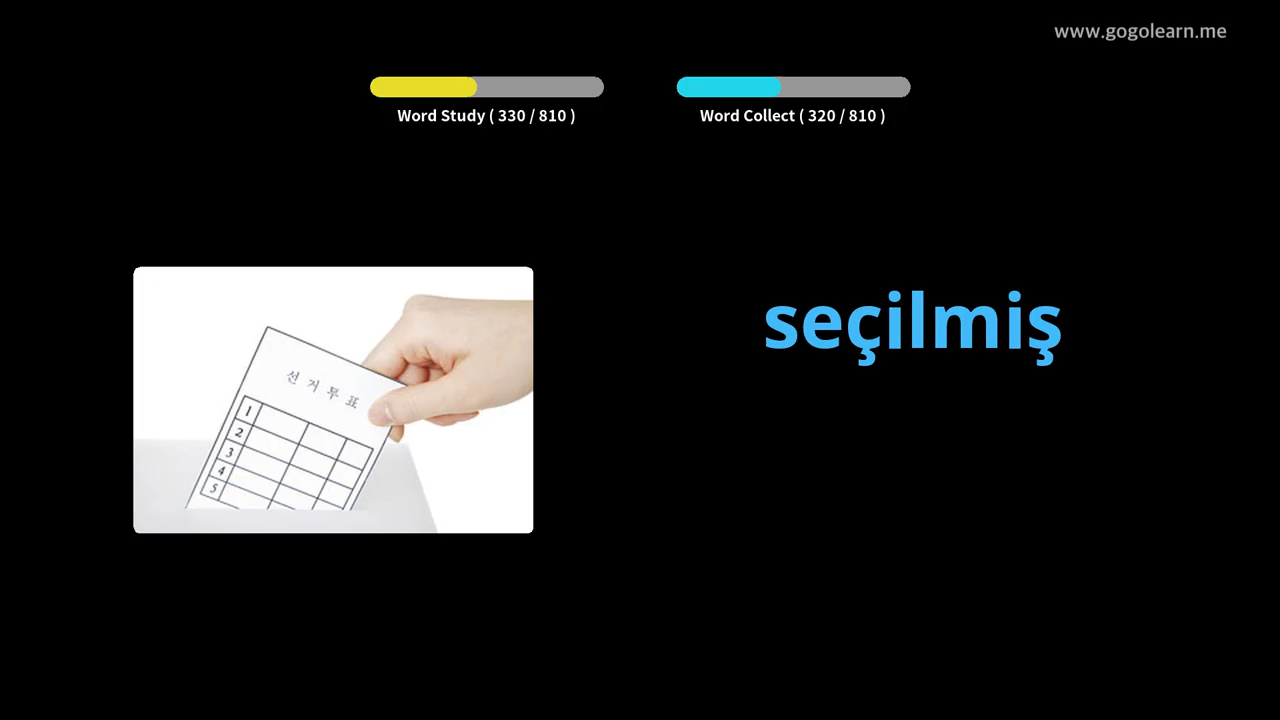 www.gogolearn.me
Word Study ( 330 / 810 )
Word Collect ( 320 / 810 )
seçilmiş
선 거 투 표
1
2
3
4
5